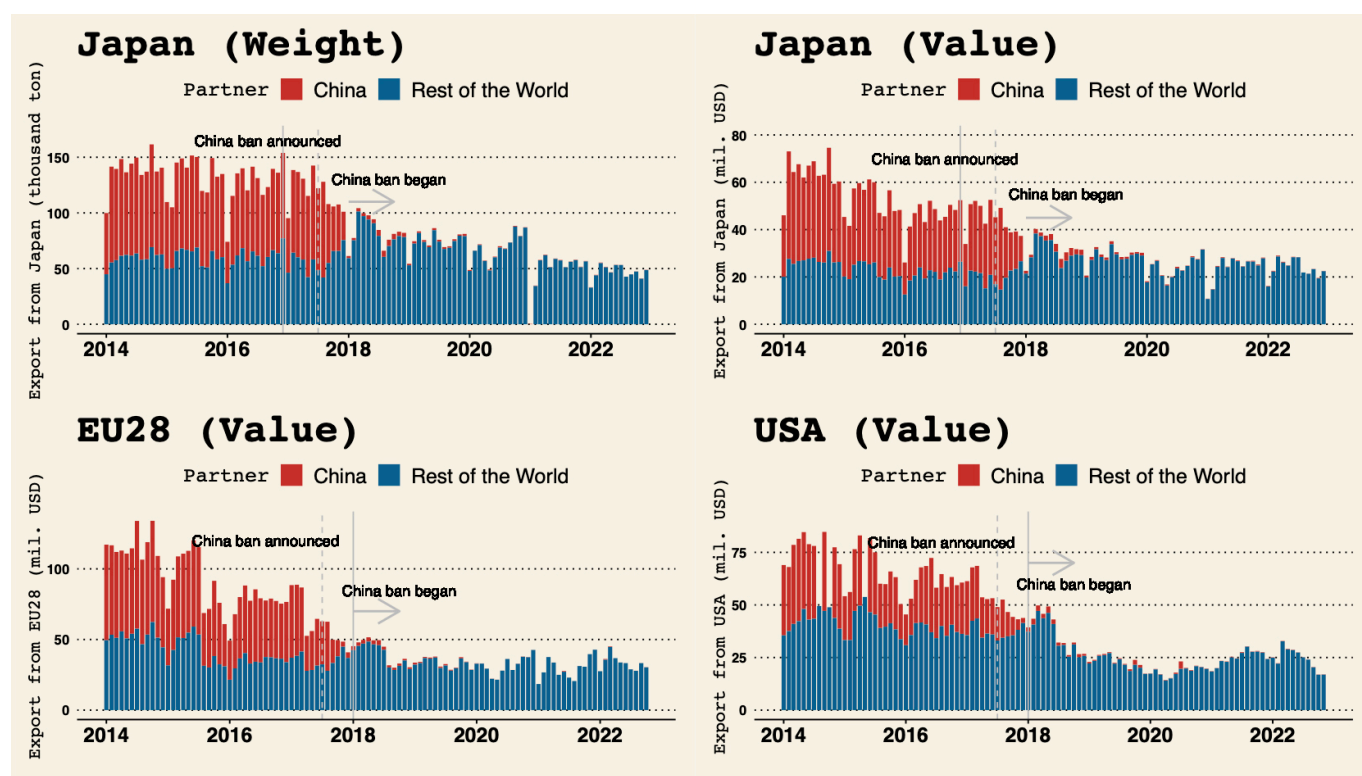 Japan (Weight)
Partner China Rest of the World
Export from Japan (thousand ton)
China ban announced
China ban began
150
100
50
0
2014 2016 2018 2020 2022
Japan (Value)
Partner China Rest of the World
Export from Japan (mil. USD)
China ban announced
China ban began
80
60
40
20
0
2014 2016 2018 2020 2022
EU28 (Value)
Partner China Rest of the World
Export from EU28 (mil. USD)
China ban announced
China ban began
100
50
0
2014 2016 2018 2020 2022
USA (Value)
Partner China Rest of the World
Export from USA (mil. USD)
China ban announced
China ban began
75
50
25
0
2014 2016 2018 2020 2022